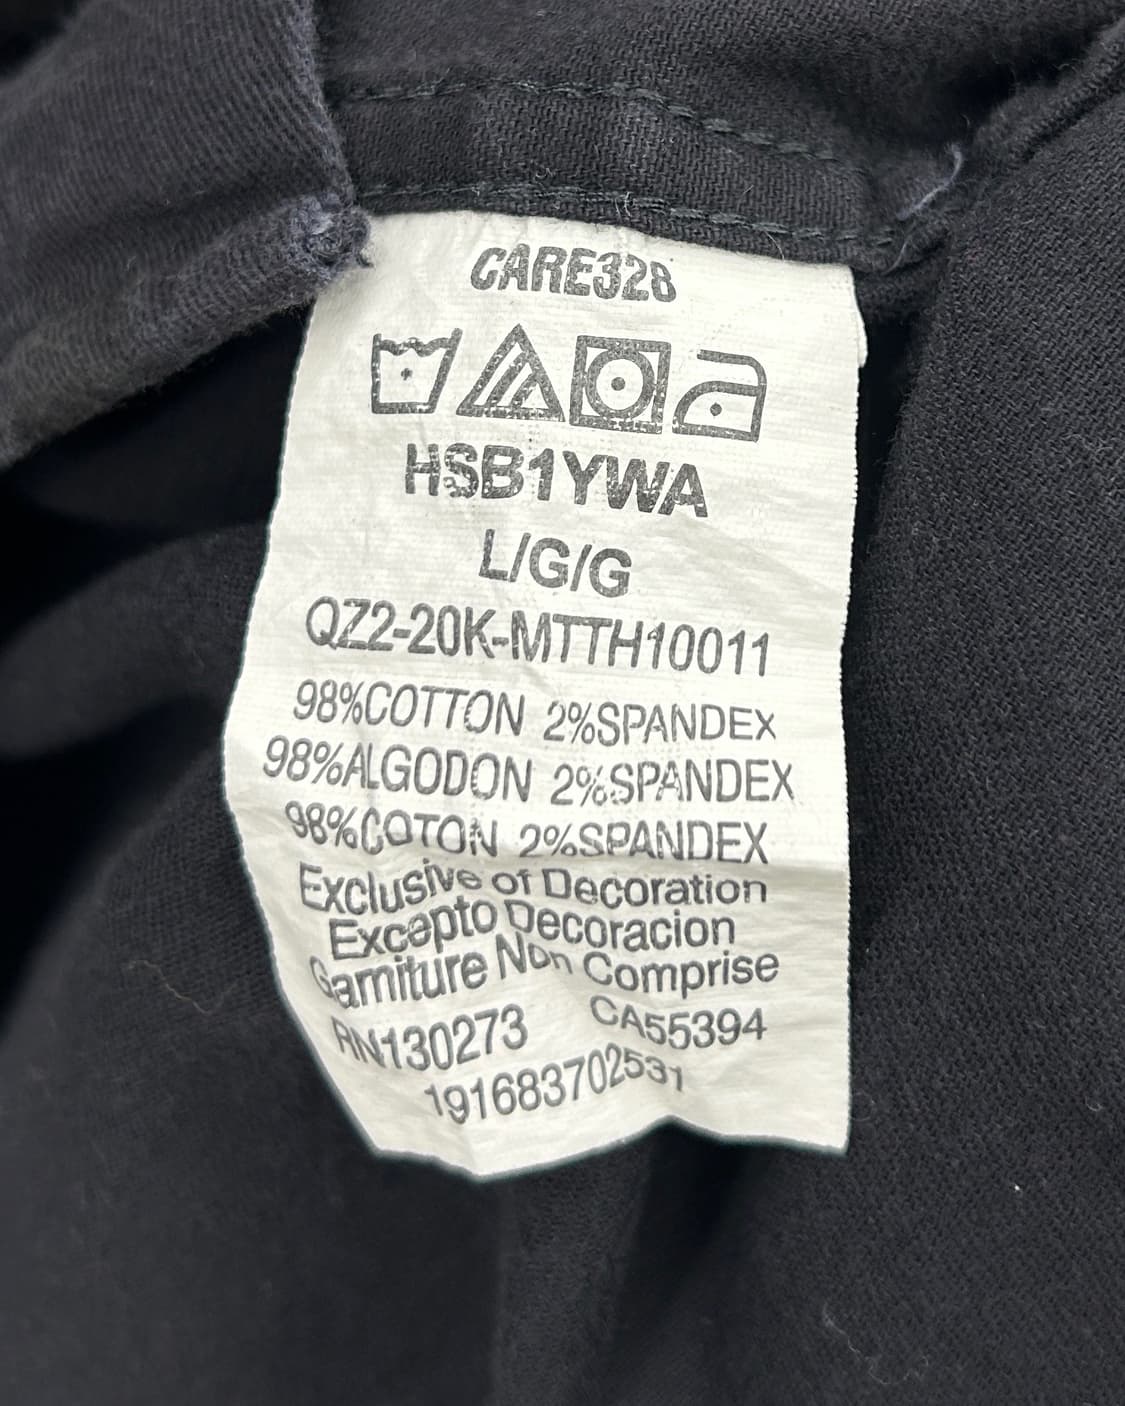 CARE328
HSB1YWA
L/G/G
QZ2-20K-MTTH10011
98%COTTON 2%SPANDEX
98%ALGODON 2%SPANDEX
98%COTON 2%SPANDEX
Exclusive of Decoration
Excepto Decoracion
Garniture Non Comprise
RN130273 CA55394
191683702531